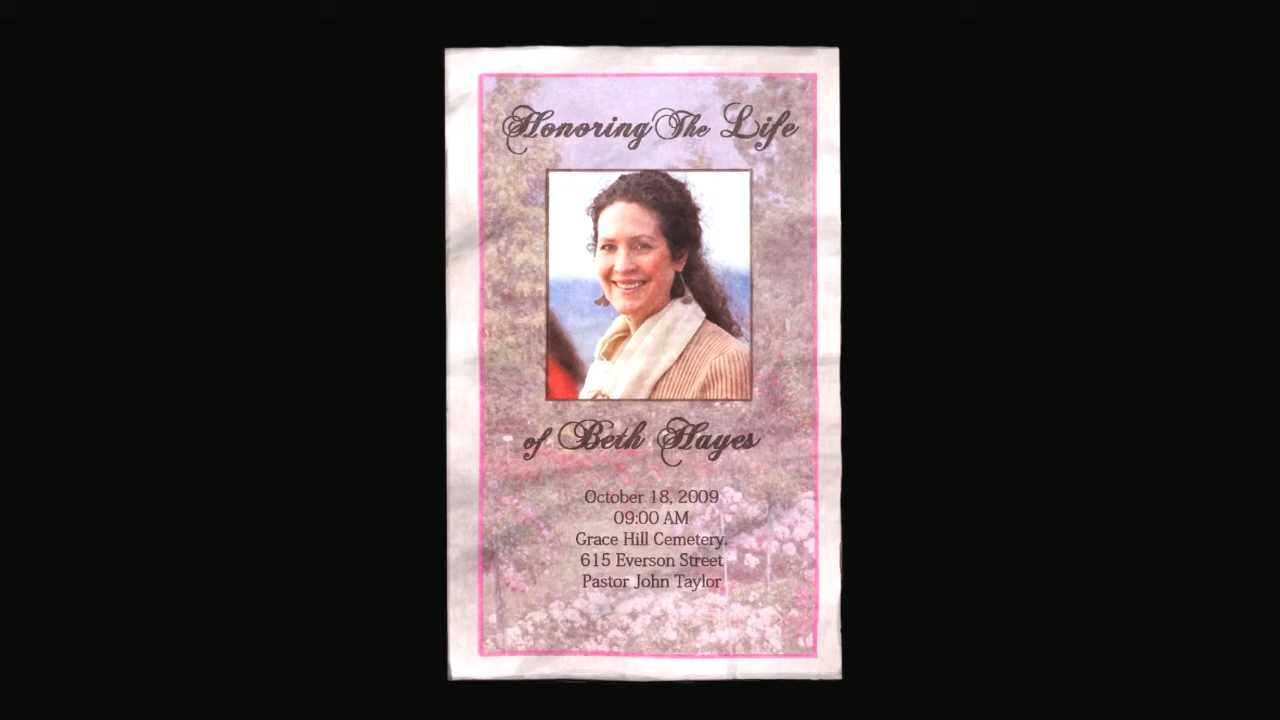 Honoring The Life
of Beth Hayes
October 18, 2009
09:00 AM
Grace Hill Cemetery,
615 Everson Street
Pastor John Taylor